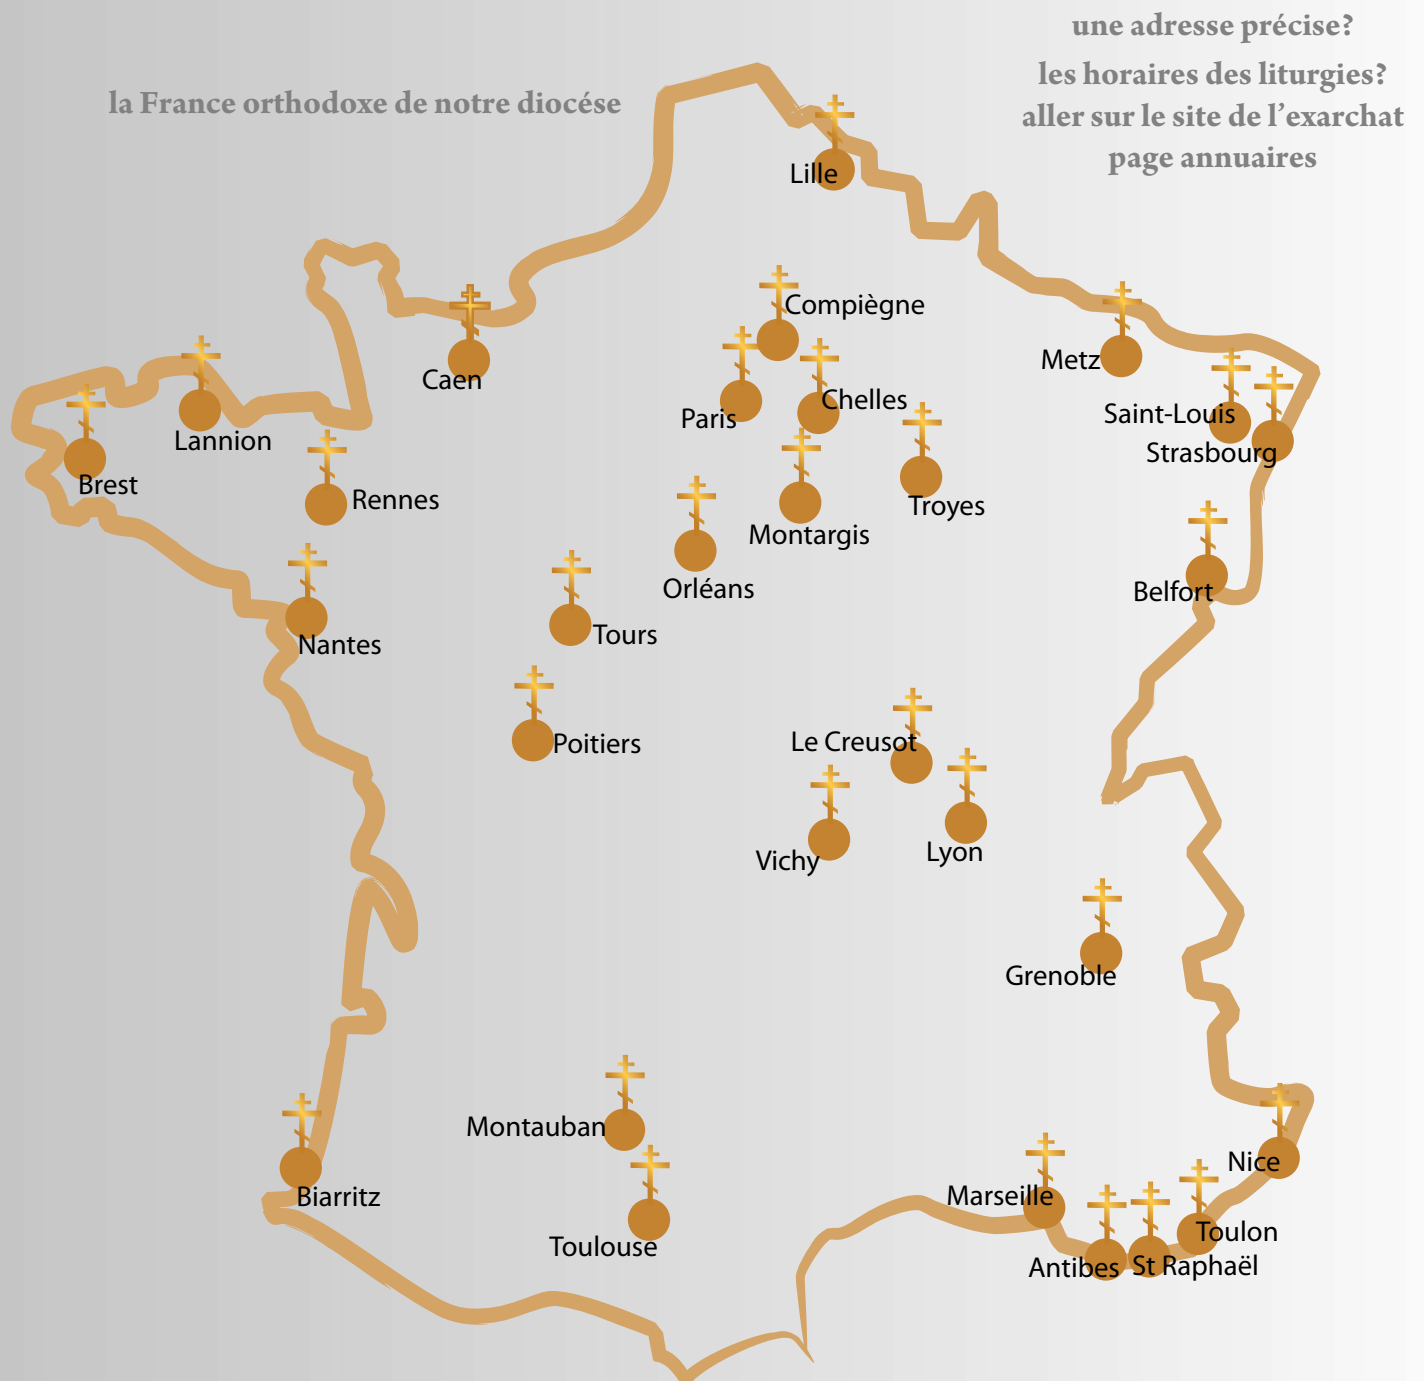 une adresse précise?
les horaires des liturgies?
aller sur le site de l’exarchat
page annuaires
la France orthodoxe de notre diocése
Lille
Compiègne
Caen
Metz
Paris
Chelles
Saint-Louis
Strasbourg
Lannion
Brest
Rennes
Troyes
Montargis
Orléans
Belfort
Nantes
Tours
Poitiers
Le Creusot
Vichy
Lyon
Grenoble
Montauban
Biarritz
Toulouse
Marseille
Nice
Toulon
Antibes
St Raphaël